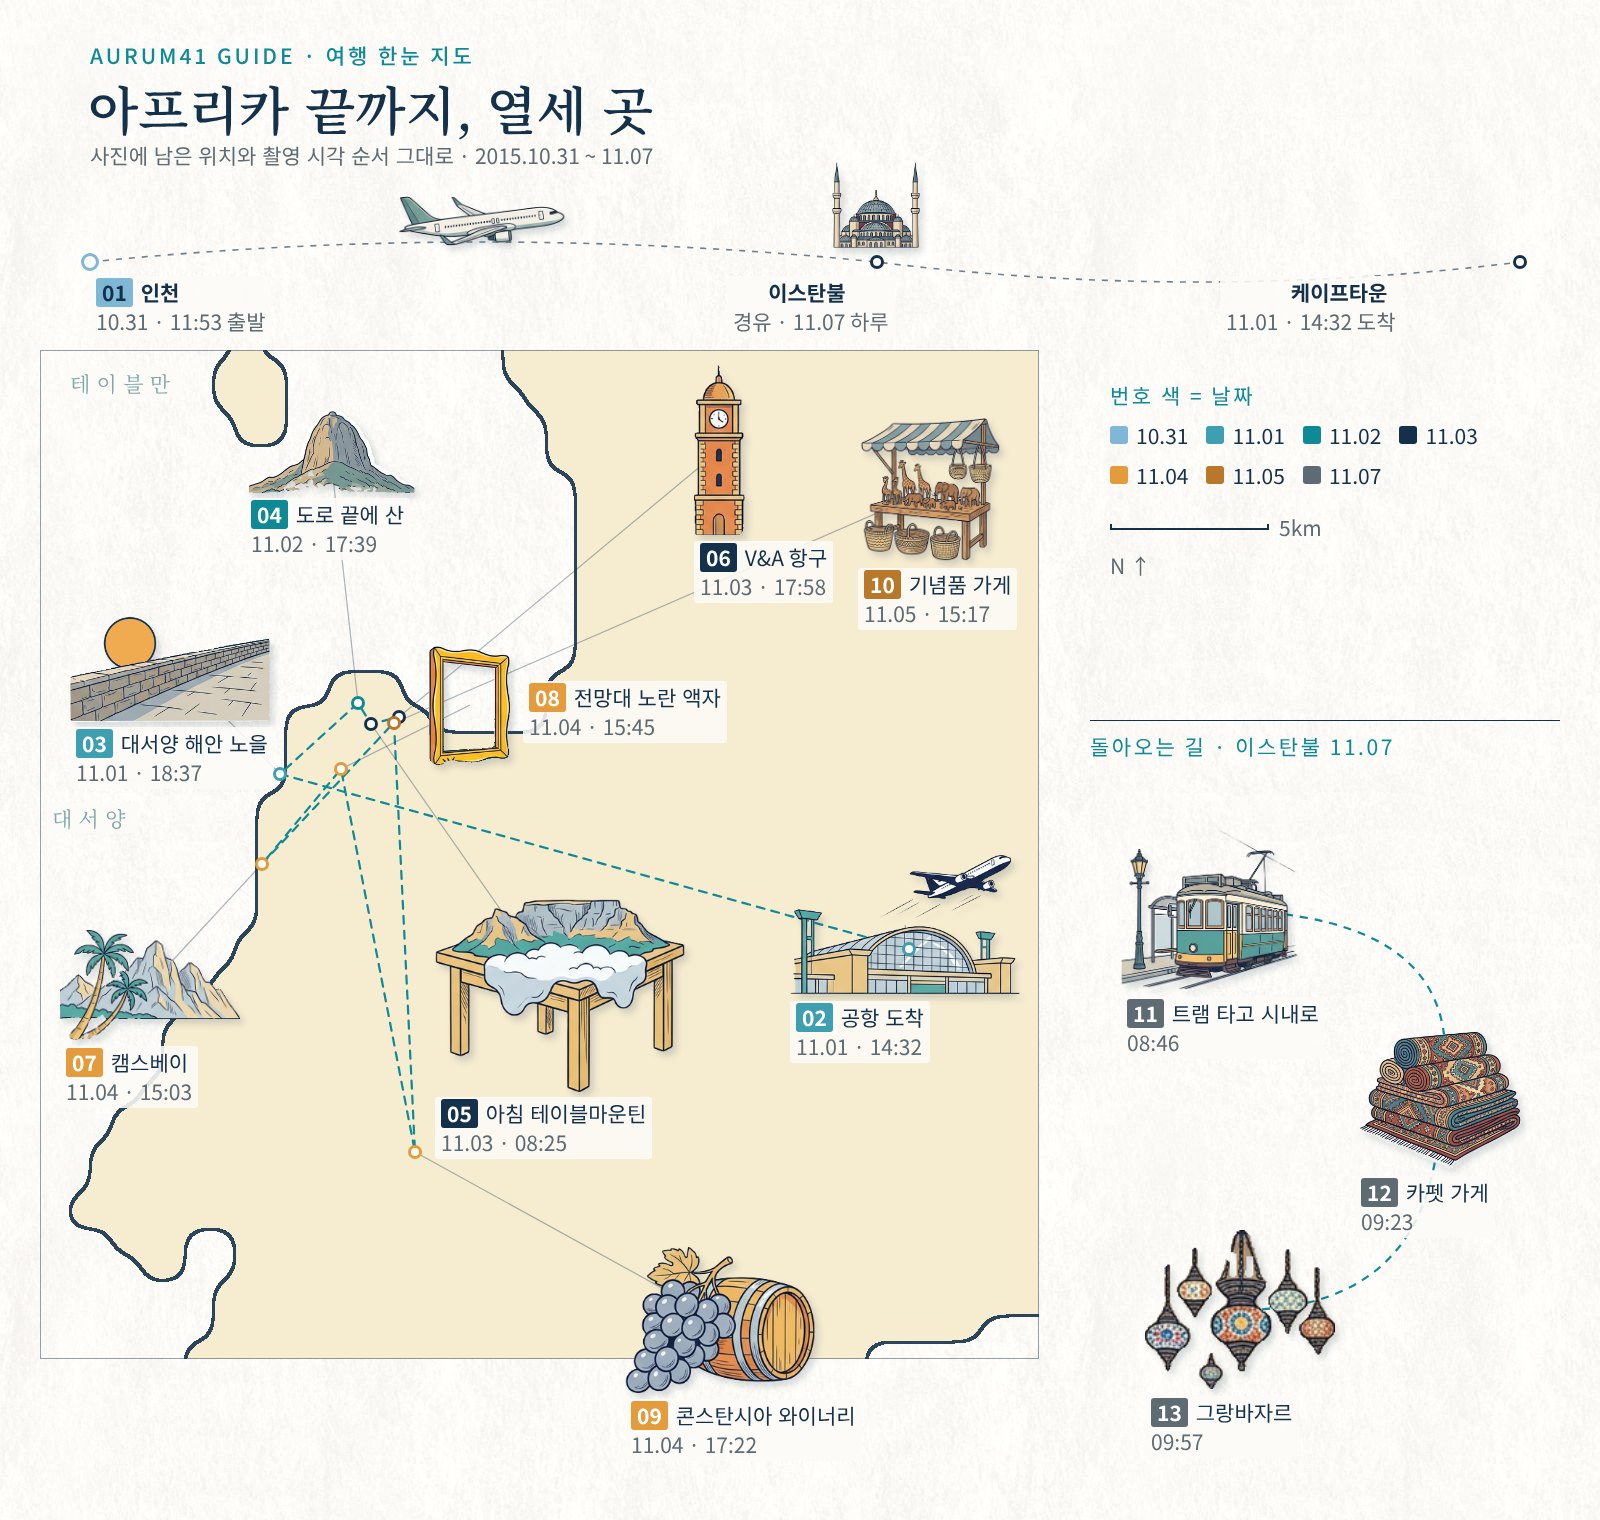 AURUM41 GUIDE · 여행 한눈 지도
아프리카 끝까지, 열세 곳
사진에 남은 위치와 촬영 시각 순서 그대로 · 2015.10.31 ~ 11.07
01 인천
10.31 · 11:53 출발
이스탄불
경유 · 11.07 하루
케이프타운
11.01 · 14:32 도착
테이블만
04 도로 끝에 산
11.02 · 17:39
06 V&A 항구
11.03 · 17:58
10 기념품 가게
11.05 · 15:17
03 대서양 해안 노을
11.01 · 18:37
08 전망대 노란 액자
11.04 · 15:45
대서양
07 캠스베이
11.04 · 15:03
02 공항 도착
11.01 · 14:32
05 아침 테이블마운틴
11.03 · 08:25
09 콘스탄시아 와이너리
11.04 · 17:22
번호 색 = 날짜
10.31 11.01 11.02 11.03
11.04 11.05 11.07
5km
N ↑
돌아오는 길 · 이스탄불 11.07
11 트램 타고 시내로
08:46
12 카펫 가게
09:23
13 그랑바자르
09:57